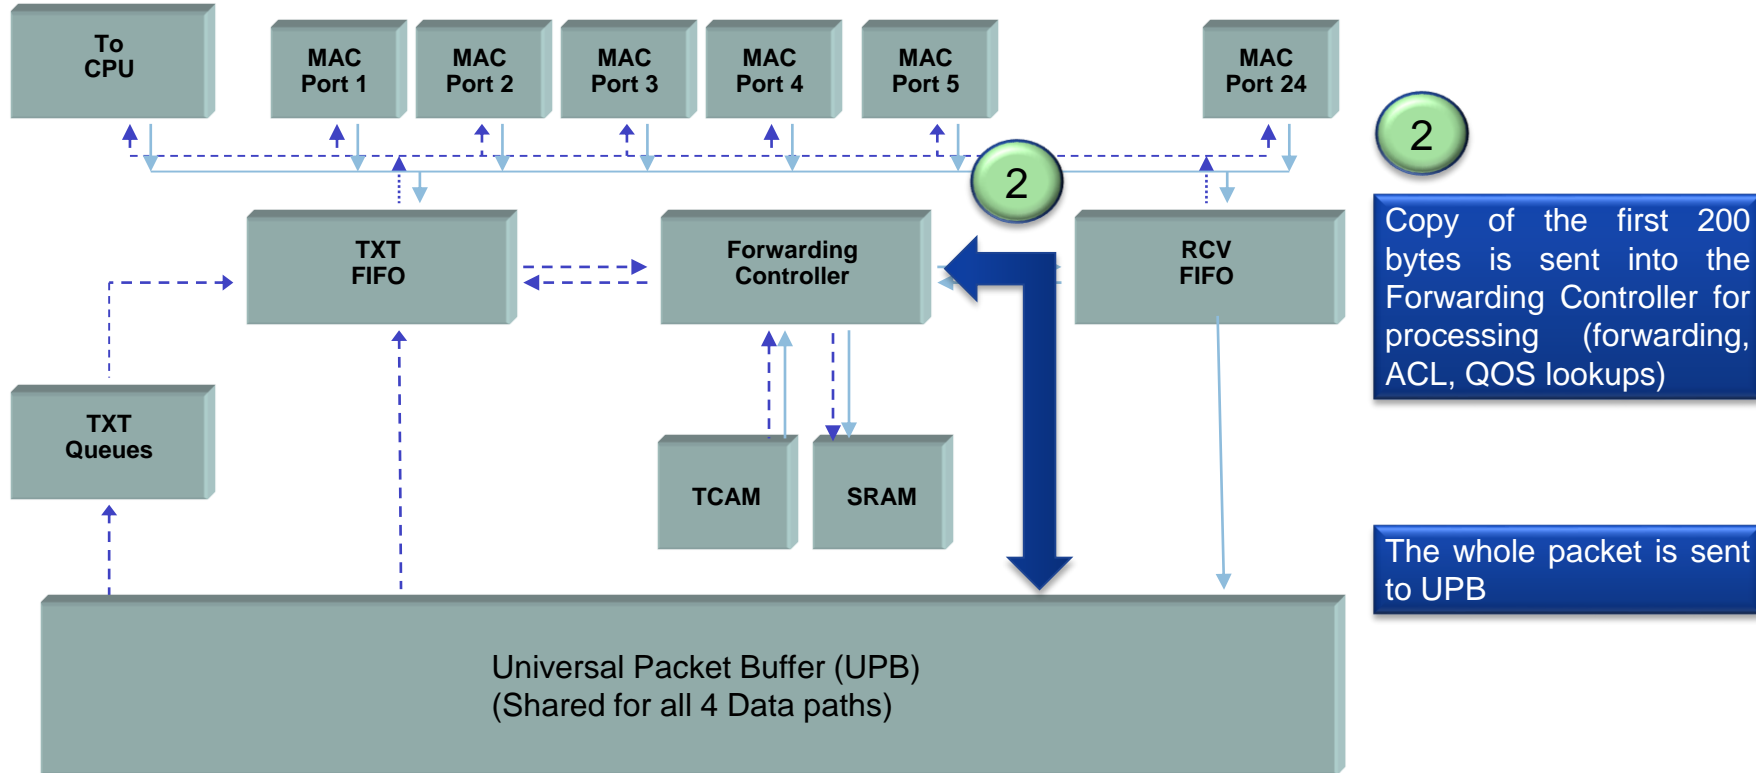 To
CPU
MAC
Port 1
MAC
Port 2
MAC
Port 3
MAC
Port 4
MAC
Port 5
MAC
Port 24
2
2
TXT
FIFO
Forwarding
Controller
RCV
FIFO
Copy of the first 200
bytes is sent into the
Forwarding Controller for
processing (forwarding,
ACL, QOS lookups)
TXT
Queues
TCAM
SRAM
The whole packet is sent
to UPB
Universal Packet Buffer (UPB)
(Shared for all 4 Data paths)